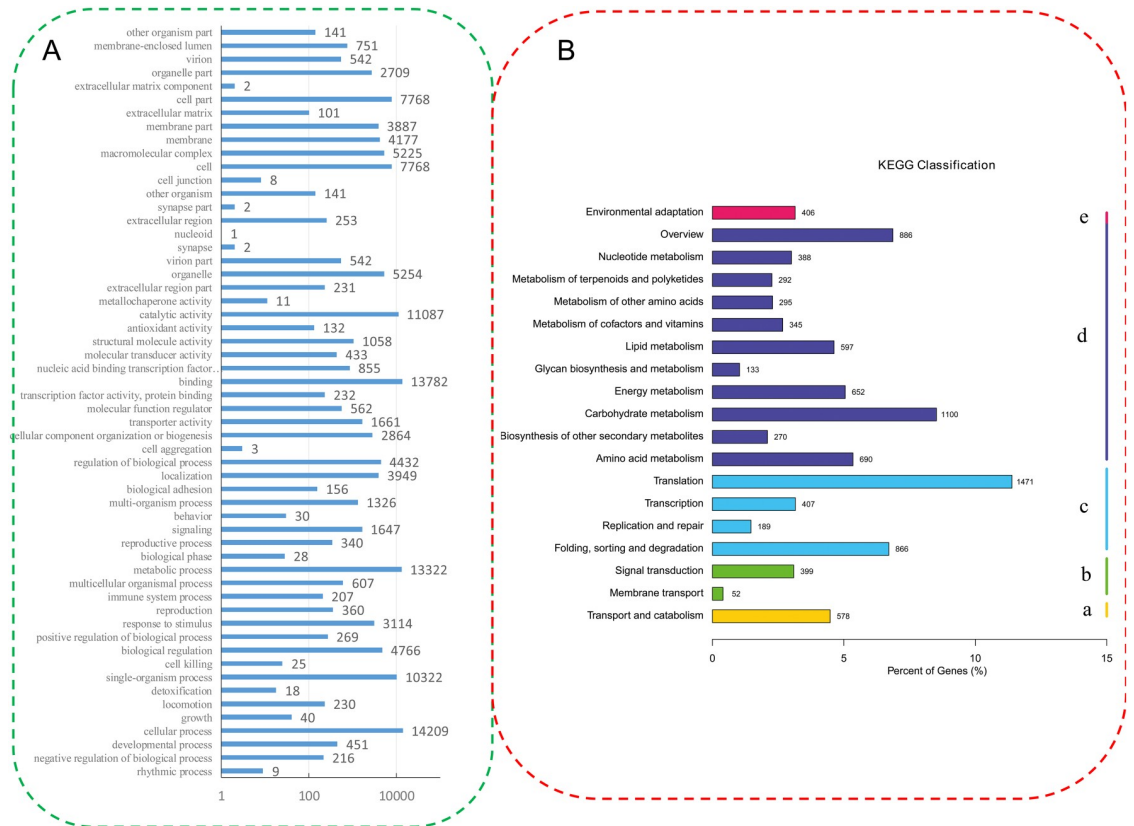 A
other organism part 141
membrane-enclosed lumen 751
virion 542
organelle part 2709
extracellular matrix component 2
cell part 7768
extracellular matrix 101
membrane part 3887
membrane 4177
macromolecular complex 5225
cell 7768
cell junction 8
other organism 141
synapse part 2
extracellular region 253
nucleoid 1
synapse 2
virion part 542
organelle 5254
extracellular region part 231
metallochaperone activity 11
catalytic activity 11087
antioxidant activity 132
structural molecule activity 1058
molecular transducer activity 433
nucleic acid binding transcription factor.. 855
binding 13782
transcription factor activity, protein binding 232
molecular function regulator 562
transporter activity 1661
cellular component organization or biogenesis 2864
cell aggregation 3
regulation of biological process 4432
localization 3949
biological adhesion 156
multi-organism process 1326
behavior 30
signaling 1647
reproductive process 340
biological phase 28
metabolic process 13322
multicellular organismal process 607
immune system process 207
reproduction 360
response to stimulus 3114
positive regulation of biological process 269
biological regulation 4766
cell killing 25
single-organism process 10322
detoxification 18
locomotion 230
growth 40
cellular process 14209
developmental process 451
negative regulation of biological process 216
rhythmic process 9
1 100 10000
B
KEGG Classification
Environmental adaptation 406 e
Overview 886
Nucleotide metabolism 388
Metabolism of terpenoids and polyketides 292
Metabolism of other amino acids 295
Metabolism of cofactors and vitamins 345
Lipid metabolism 597 d
Glycan biosynthesis and metabolism 133
Energy metabolism 652
Carbohydrate metabolism 1100
Biosynthesis of other secondary metabolites 270
Amino acid metabolism 690
Translation 1471
Transcription 407 c
Replication and repair 189
Folding, sorting and degradation 866
Signal transduction 399 b
Membrane transport 52
Transport and catabolism 578 a
0 5 10 15
Percent of Genes (%)